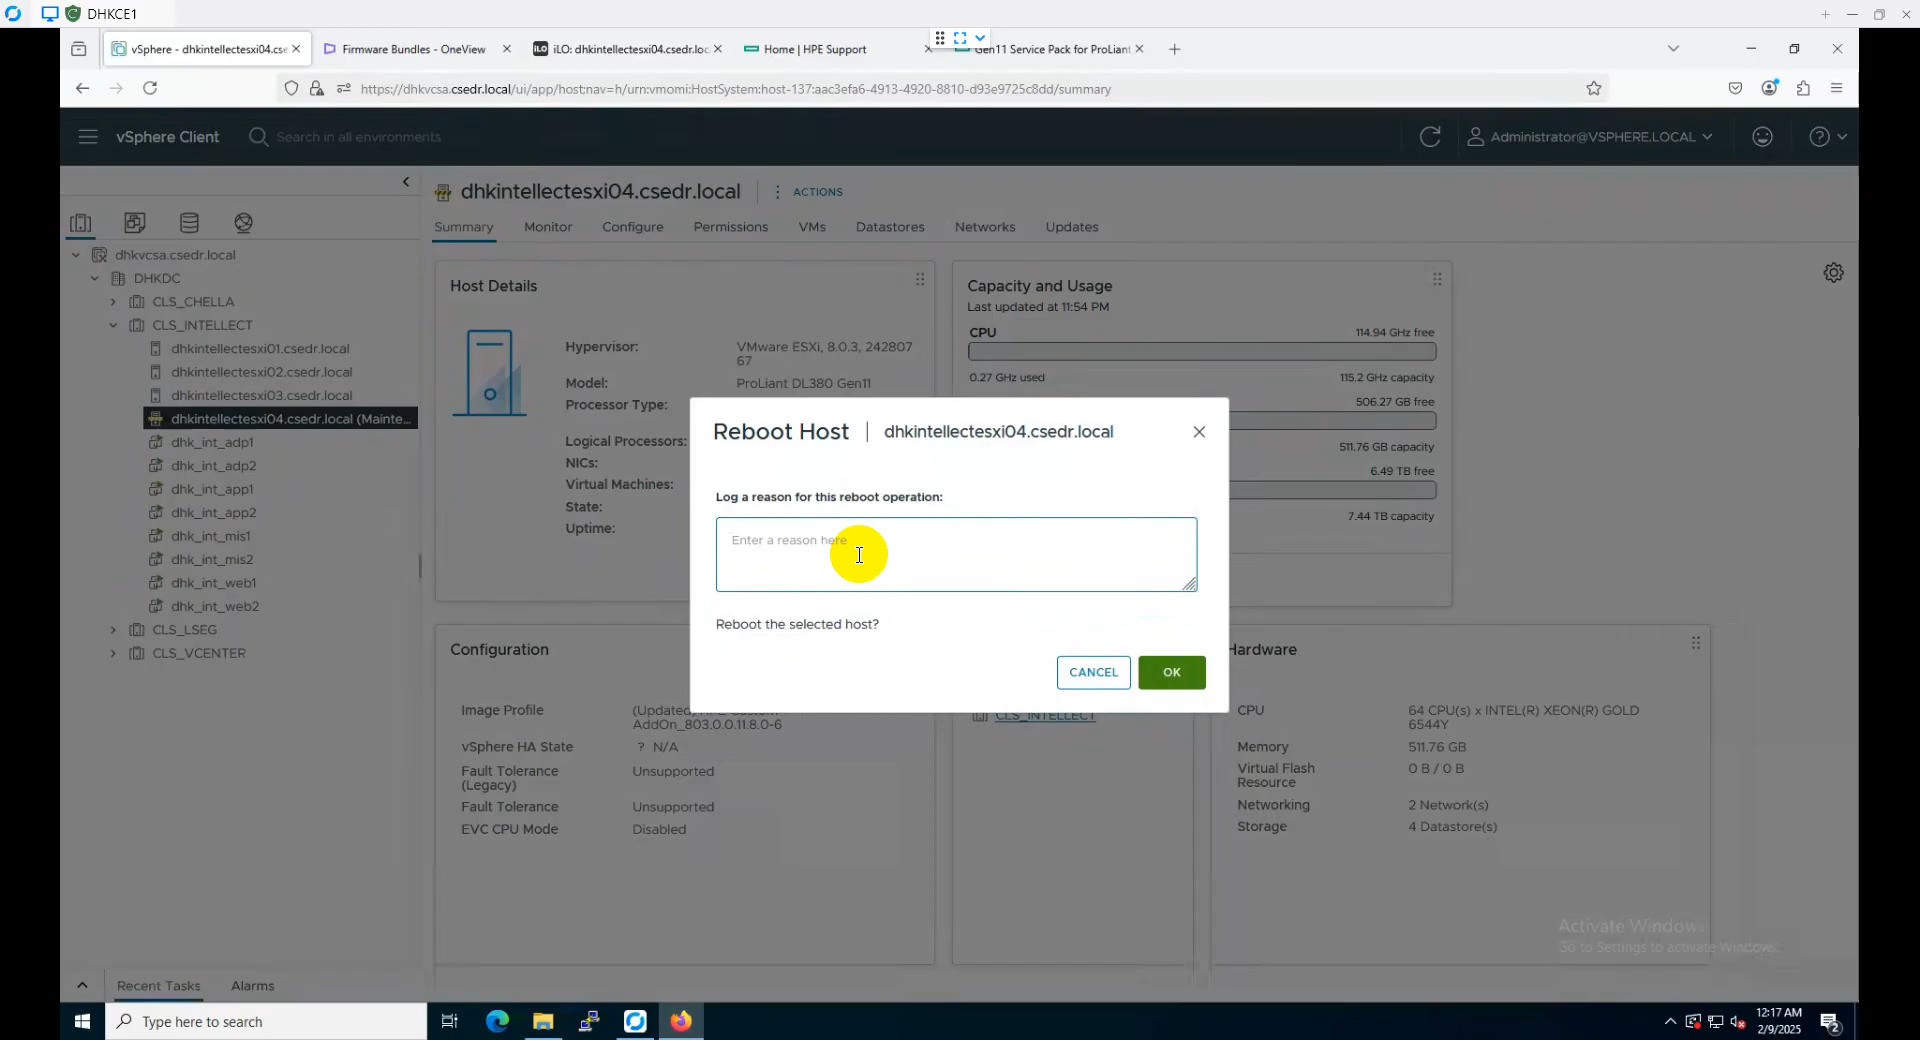 DHKCE1
vSphere - dhkintellectesxi04.cse
Firmware Bundles - OneView
iLO
iLO: dhkintellectesxi04.csedr.loc
Home | HPE Support
Gen11 Service Pack for ProLiant
https://dhkvcsa.csedr.local/ui/app/host;nav=h/urn:vmomi:HostSystem:host-137:aac3efa6-4913-4920-8810-d93e9725c8dd/summary
vSphere Client
Search in all environments
Administrator@VSPHERE.LOCAL
dhkintellectesxi04.csedr.local
ACTIONS
Summary
Monitor
Configure
Permissions
VMs
Datastores
Networks
Updates
dhkvcsa.csedr.local
DHKDC
CLS_CHELLA
CLS_INTELLECT
dhkintellectesxi01.csedr.local
dhkintellectesxi02.csedr.local
dhkintellectesxi03.csedr.local
dhkintellectesxi04.csedr.local (Mainte...
dhk_int_adp1
dhk_int_adp2
dhk_int_app1
dhk_int_app2
dhk_int_mis1
dhk_int_mis2
dhk_int_web1
dhk_int_web2
CLS_LSEG
CLS_VCENTER
Host Details
Hypervisor:
VMware ESXi, 8.0.3, 242807
67
Model:
ProLiant DL380 Gen11
Processor Type:
Logical Processors:
NICs:
Virtual Machines:
State:
Uptime:
Capacity and Usage
Last updated at 11:54 PM
CPU
114.94 GHz free
0.27 GHz used
115.2 GHz capacity
506.27 GB free
511.76 GB capacity
6.49 TB free
7.44 TB capacity
Reboot Host
dhkintellectesxi04.csedr.local
Log a reason for this reboot operation:
Enter a reason here
Reboot the selected host?
CANCEL
OK
Configuration
Image Profile
(Updated)
AddOn_803.0.0.11.8.0-6
vSphere HA State
? N/A
Fault Tolerance
(Legacy)
Unsupported
Fault Tolerance
Unsupported
EVC CPU Mode
Disabled
CLS_INTELLECT
Hardware
CPU
64 CPU(s) x INTEL(R) XEON(R) GOLD
6544Y
Memory
511.76 GB
Virtual Flash
Resource
0 B / 0 B
Networking
2 Network(s)
Storage
4 Datastore(s)
Activate Windows
Go to Settings to activate Windows.
Recent Tasks
Alarms
Type here to search
12:17 AM
2/9/2025
2